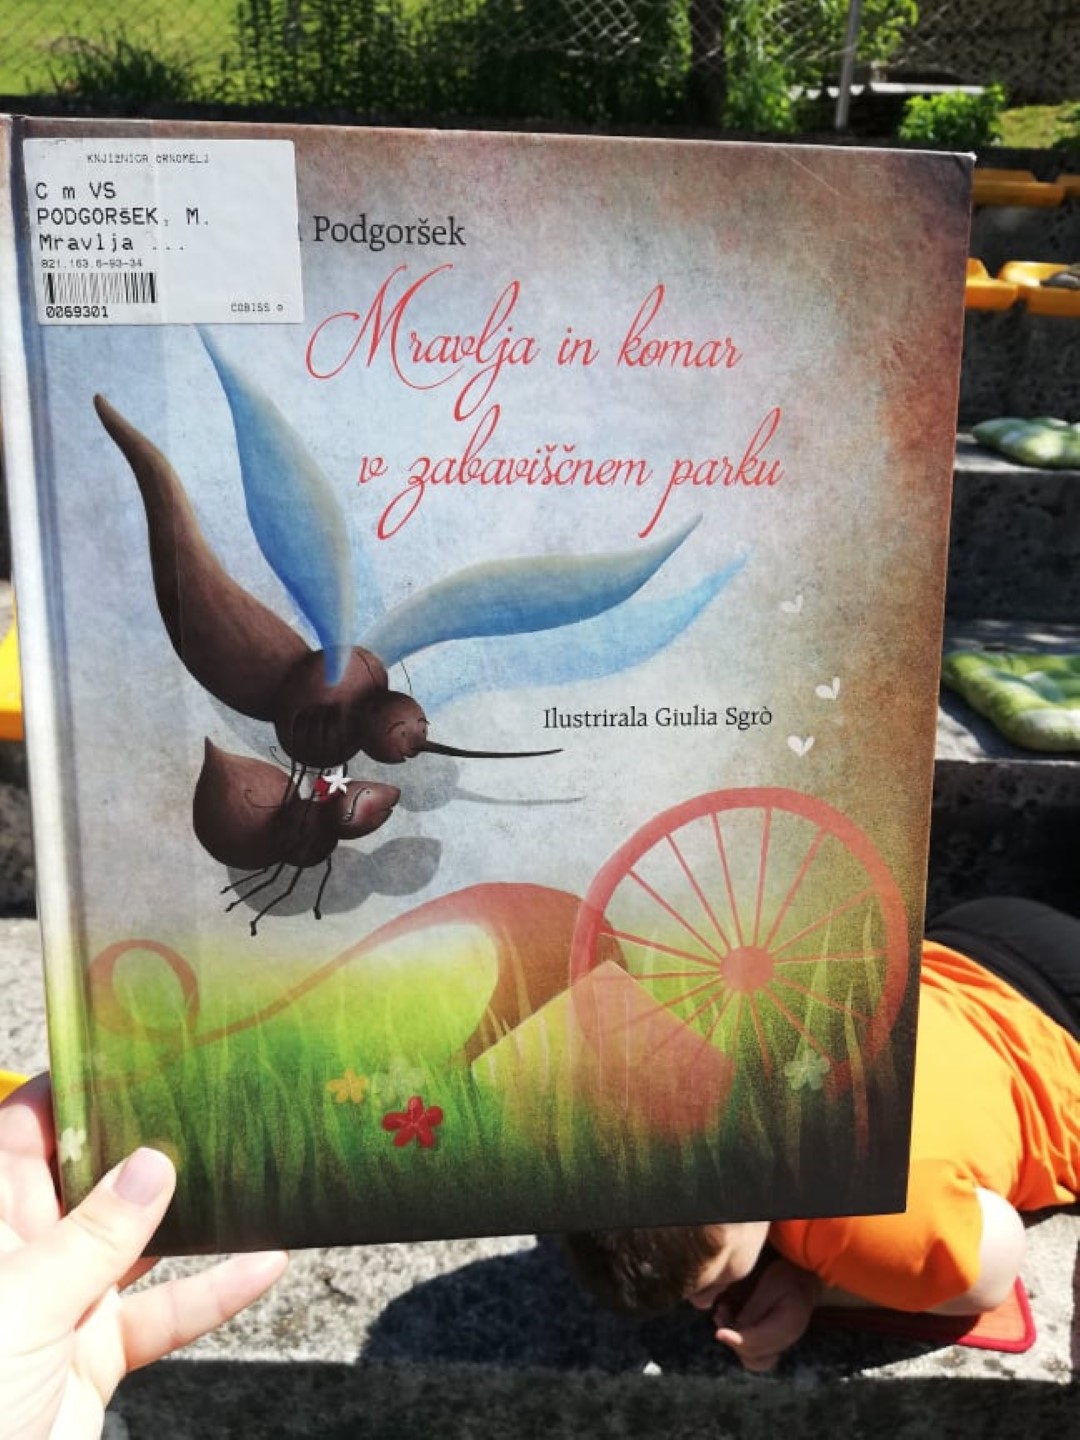 KNJIŽNICA ČRNOMELJ
C m VS
PODGORŠEK, M.
Mravlja ...
821.163.6-93-34
0069301
COBISS o
Podgoršek
Mravlja in komar
v zabaviščnem parku
Ilustrirala Giulia Sgrò